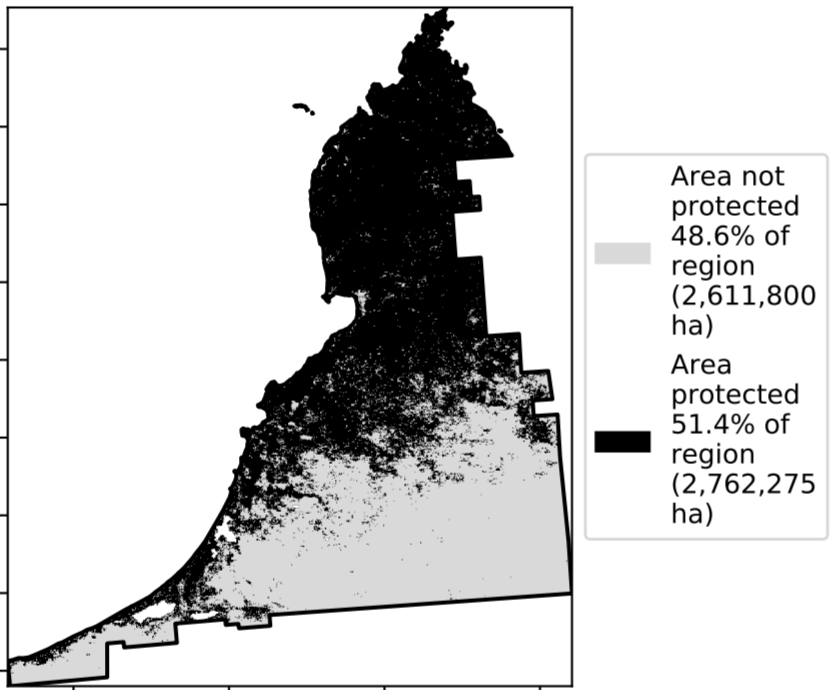 Area not
protected
48.6% of
region
(2,611,800
ha)
Area
protected
51.4% of
region
(2,762,275
ha)